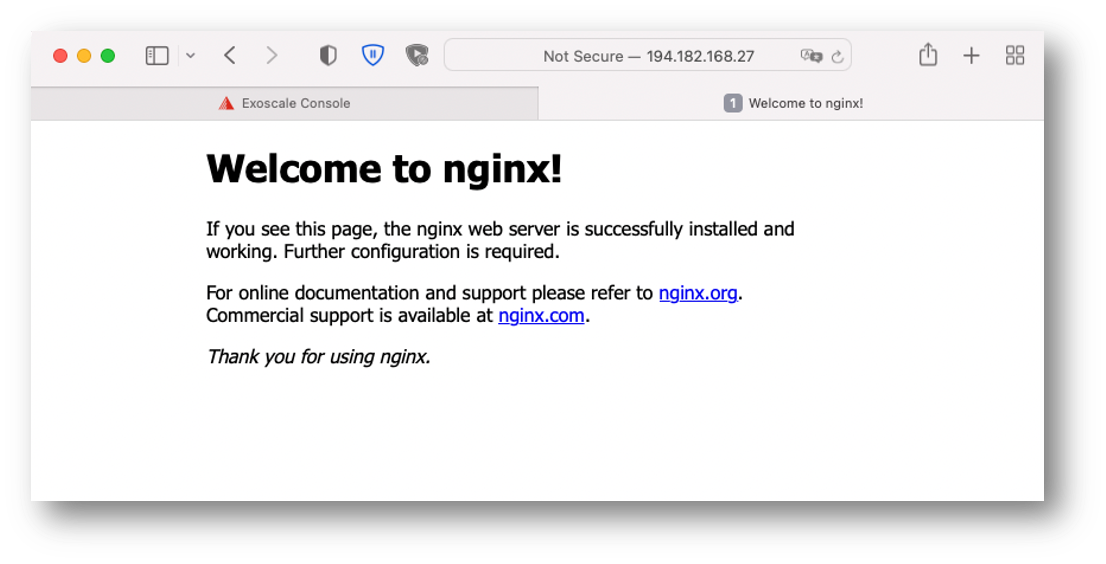 Not Secure — 194.182.168.27
Exoscale Console
1 Welcome to nginx!
Welcome to nginx!
If you see this page, the nginx web server is successfully installed and
working. Further configuration is required.
For online documentation and support please refer to nginx.org.
Commercial support is available at nginx.com.
Thank you for using nginx.